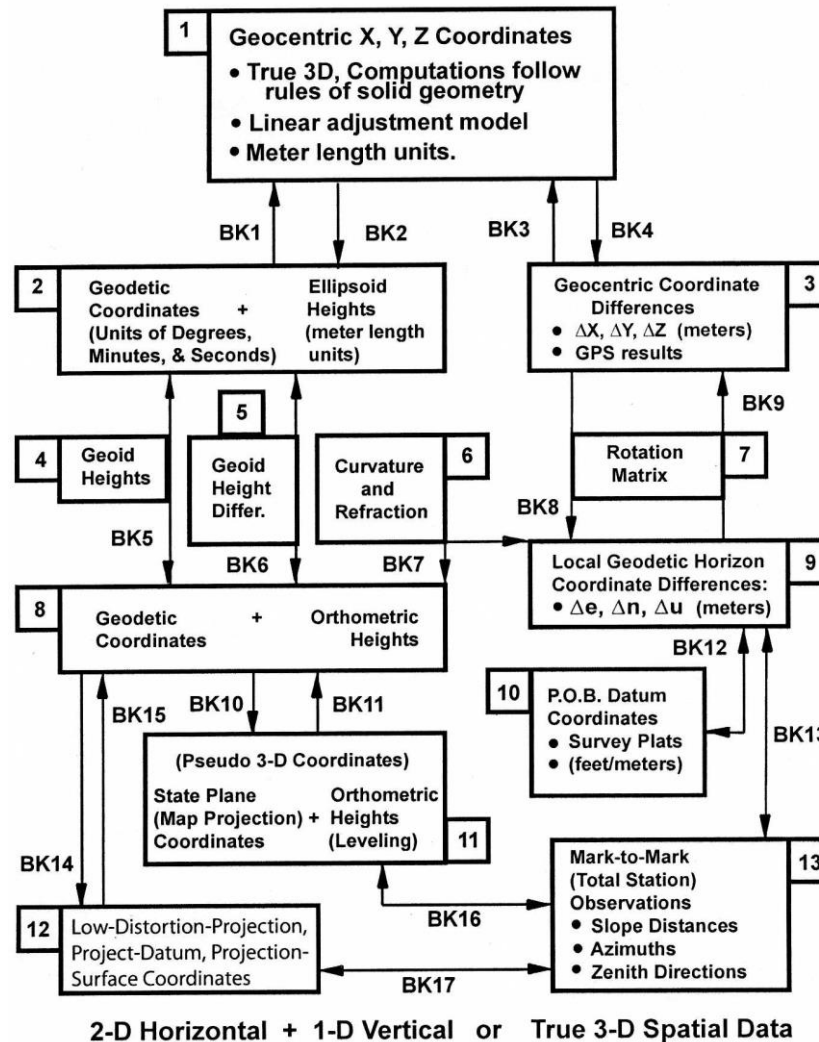 1
Geocentric X, Y, Z Coordinates
• True 3D, Computations follow
rules of solid geometry
• Linear adjustment model
• Meter length units.
BK1
BK2
BK3
BK4
2
Geodetic
Coordinates +
(Units of Degrees,
Minutes, & Seconds)
Ellipsoid
Heights
(meter length
units)
3
Geocentric Coordinate
Differences
• ΔX, ΔY, ΔZ (meters)
• GPS results
4
Geoid
Heights
5
Geoid
Height
Differ.
6
Curvature
and
Refraction
7
Rotation
Matrix
BK5
BK6
BK7
BK8
BK9
8
Geodetic
Coordinates
+
Orthometric
Heights
9
Local Geodetic Horizon
Coordinate Differences:
• Δe, Δn, Δu (meters)
BK15
BK10
BK11
BK12
BK13
10
P.O.B. Datum
Coordinates
• Survey Plats
• (feet/meters)
(Pseudo 3-D Coordinates)
State Plane
(Map Projection) +
Coordinates
Orthometric
Heights
(Leveling)
11
BK14
BK16
BK17
12
Low-Distortion-Projection,
Project-Datum, Projection-
Surface Coordinates
13
Mark-to-Mark
(Total Station)
Observations
• Slope Distances
• Azimuths
• Zenith Directions
2-D Horizontal + 1-D Vertical or True 3-D Spatial Data